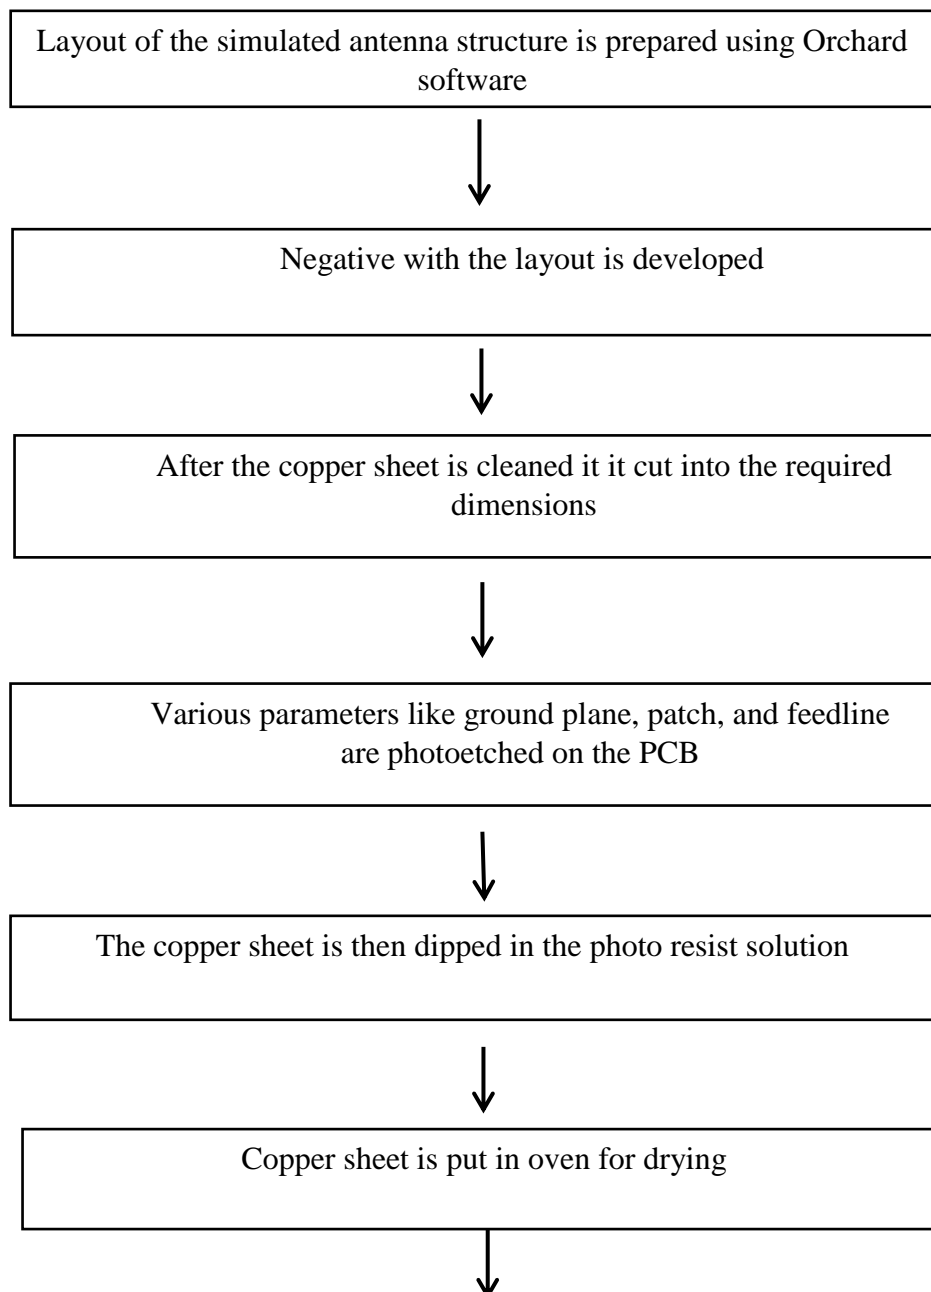 Layout of the simulated antenna structure is prepared using Orchard
software
Negative with the layout is developed
After the copper sheet is cleaned it it cut into the required
dimensions
Various parameters like ground plane, patch, and feedline
are photoetched on the PCB
The copper sheet is then dipped in the photo resist solution
Copper sheet is put in oven for drying